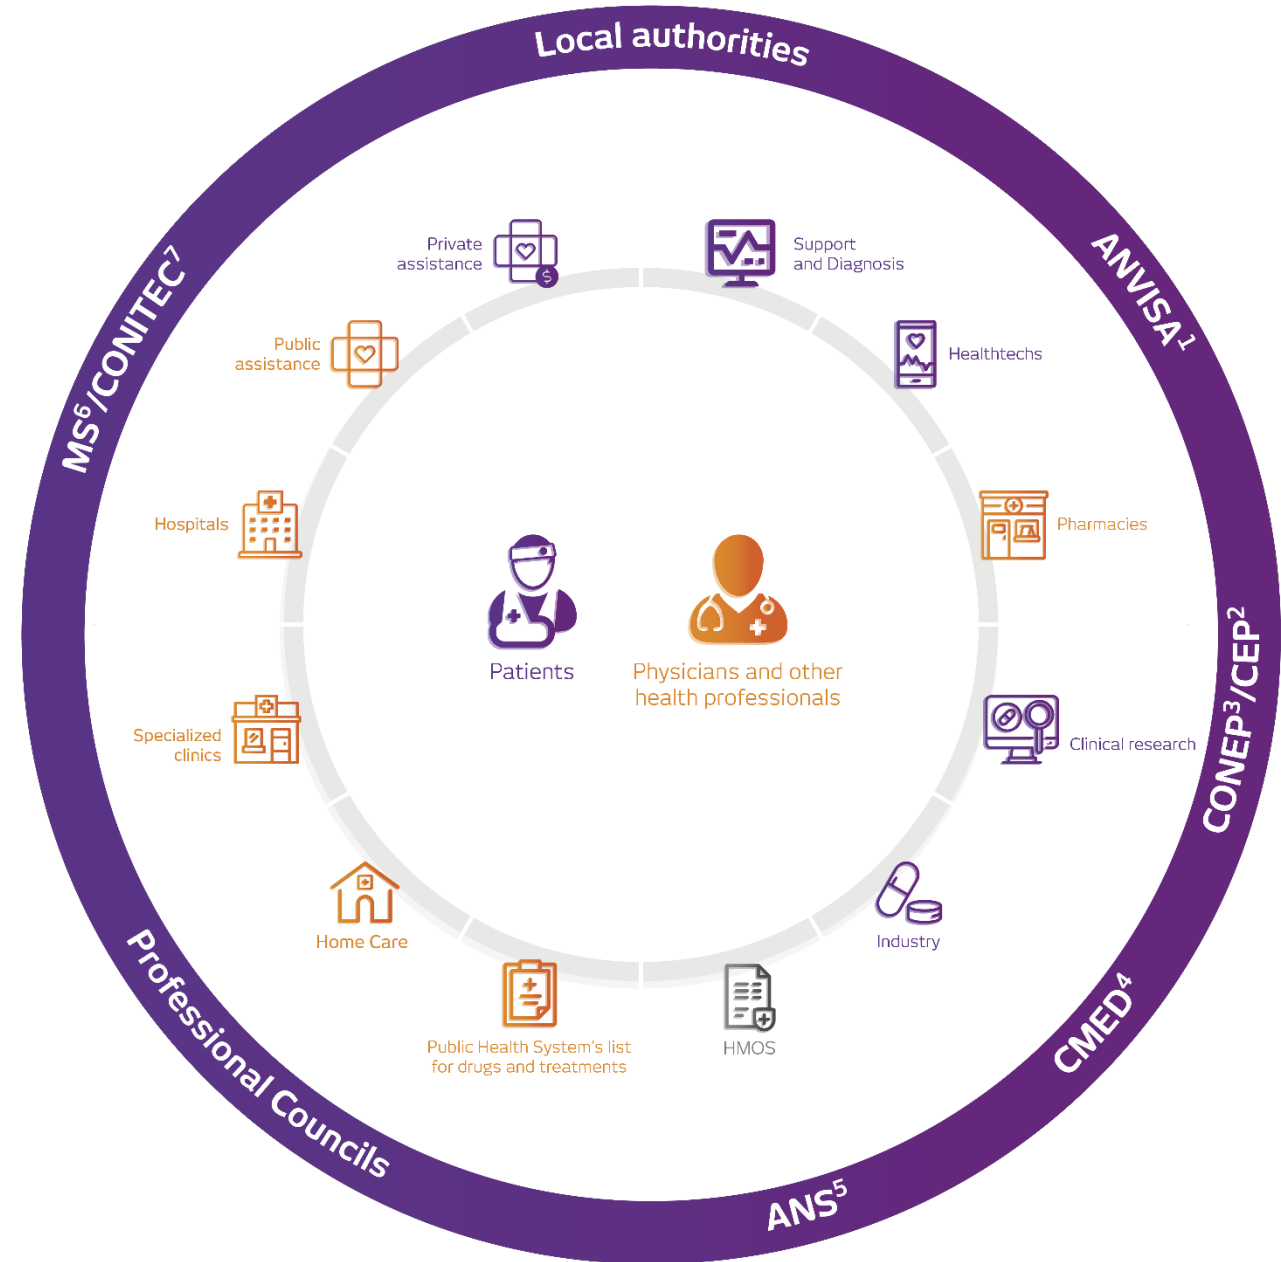 Local authorities
ANVISA¹
CONEP³/CEP²
CMED⁴
ANS⁵
Professional Councils
MS⁶/CONITEC⁷
Private
assistance
Support
and Diagnosis
Public
assistance
Healthtechs
Hospitals
Pharmacies
Patients
Physicians and other
health professionals
Specialized
clinics
Clinical research
Home Care
Industry
Public Health System´s list
for drugs and treatments
HMOS
$